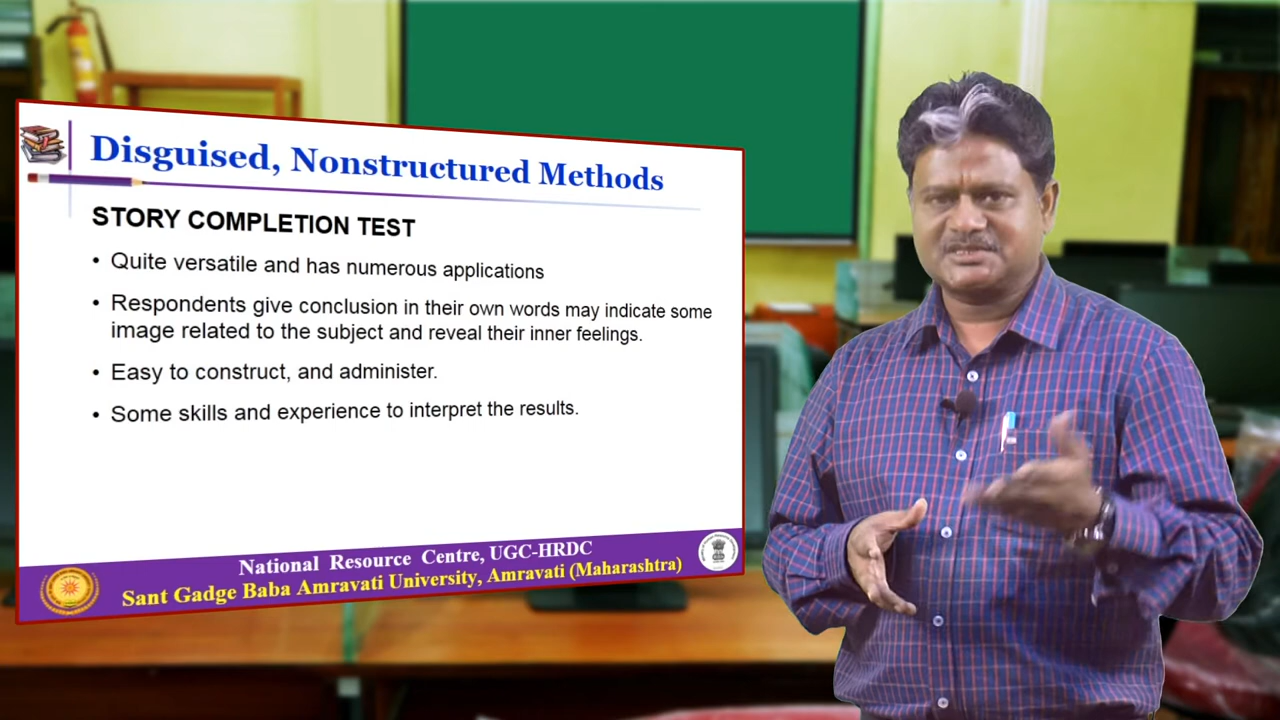 Disguised, Nonstructured Methods
STORY COMPLETION TEST
• Quite versatile and has numerous applications
• Respondents give conclusion in their own words may indicate some
image related to the subject and reveal their inner feelings.
• Easy to construct, and administer.
• Some skills and experience to interpret the results.
National Resource Centre, UGC-HRDC
Sant Gadge Baba Amravati University, Amravati (Maharashtra)